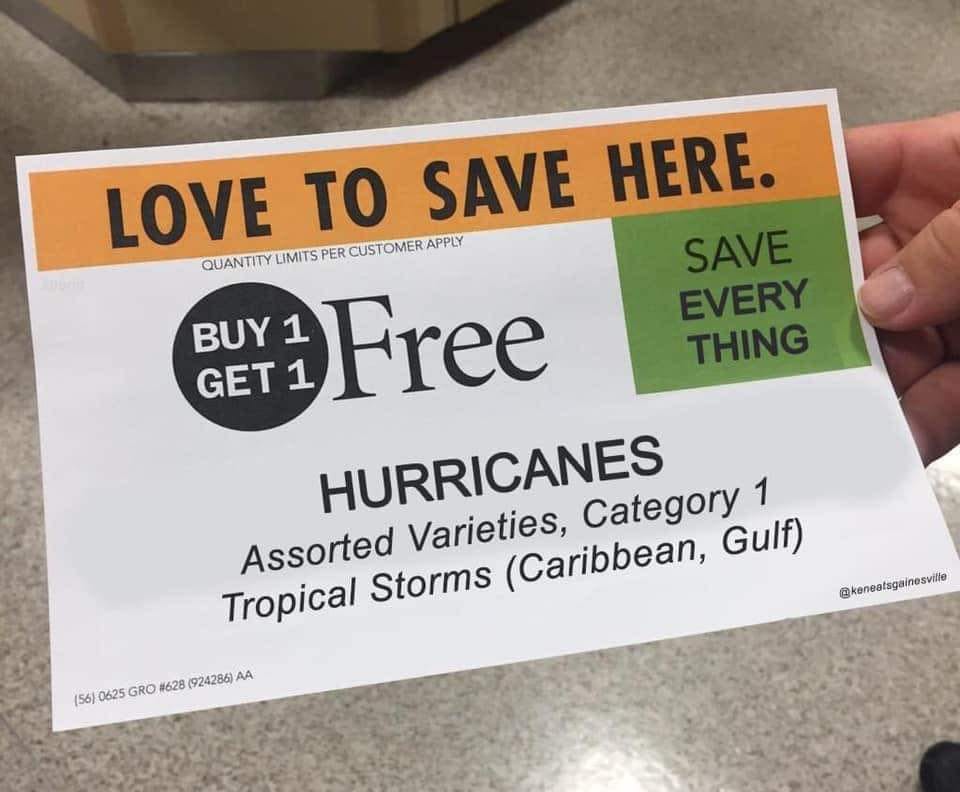 LOVE TO SAVE HERE.
QUANTITY LIMITS PER CUSTOMER APPLY
BUY 1
GET 1
Free
SAVE
EVERY
THING
HURRICANES
Assorted Varieties, Category 1
Tropical Storms (Caribbean, Gulf)
@keneatsgainesville
(56) 0625 GRO #628 (924286) AA